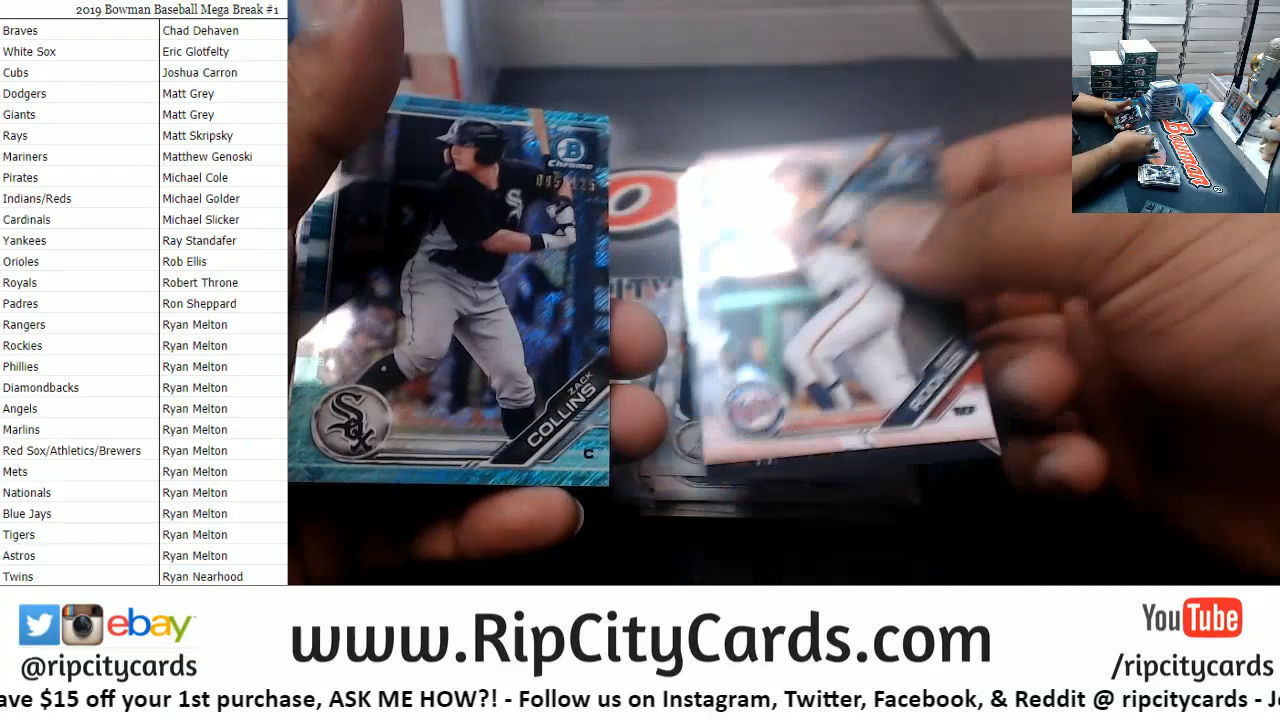 2019 Bowman Baseball Mega Break #1
Braves Chad Dehaven
White Sox Eric Glotfelty
Cubs Joshua Carron
Dodgers Matt Grey
Giants Matt Grey
Rays Matt Skripsky
Mariners Matthew Genoski
Pirates Michael Cole
Indians/Reds Michael Golder
Cardinals Michael Slicker
Yankees Ray Standafer
Orioles Rob Ellis
Royals Robert Throne
Padres Ron Sheppard
Rangers Ryan Melton
Rockies Ryan Melton
Phillies Ryan Melton
Diamondbacks Ryan Melton
Angels Ryan Melton
Marlins Ryan Melton
Red Sox/Athletics/Brewers Ryan Melton
Mets Ryan Melton
Nationals Ryan Melton
Blue Jays Ryan Melton
Tigers Ryan Melton
Astros Ryan Melton
Twins Ryan Nearhood
B
Chrome
Sox
ZACK
COLLINS
C
Sox
Bowman
ebay
@ripcitycards
www.RipCityCards.com
YouTube
/ripcitycards
ave $15 off your 1st purchase, ASK ME HOW?! - Follow us on Instagram, Twitter, Facebook, & Reddit @ ripcitycards - J